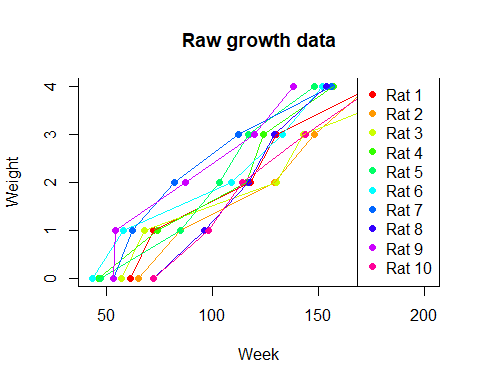 Raw growth data
Weight
4
3
2
1
0
50 100 150 200
Week
Rat 1
Rat 2
Rat 3
Rat 4
Rat 5
Rat 6
Rat 7
Rat 8
Rat 9
Rat 10